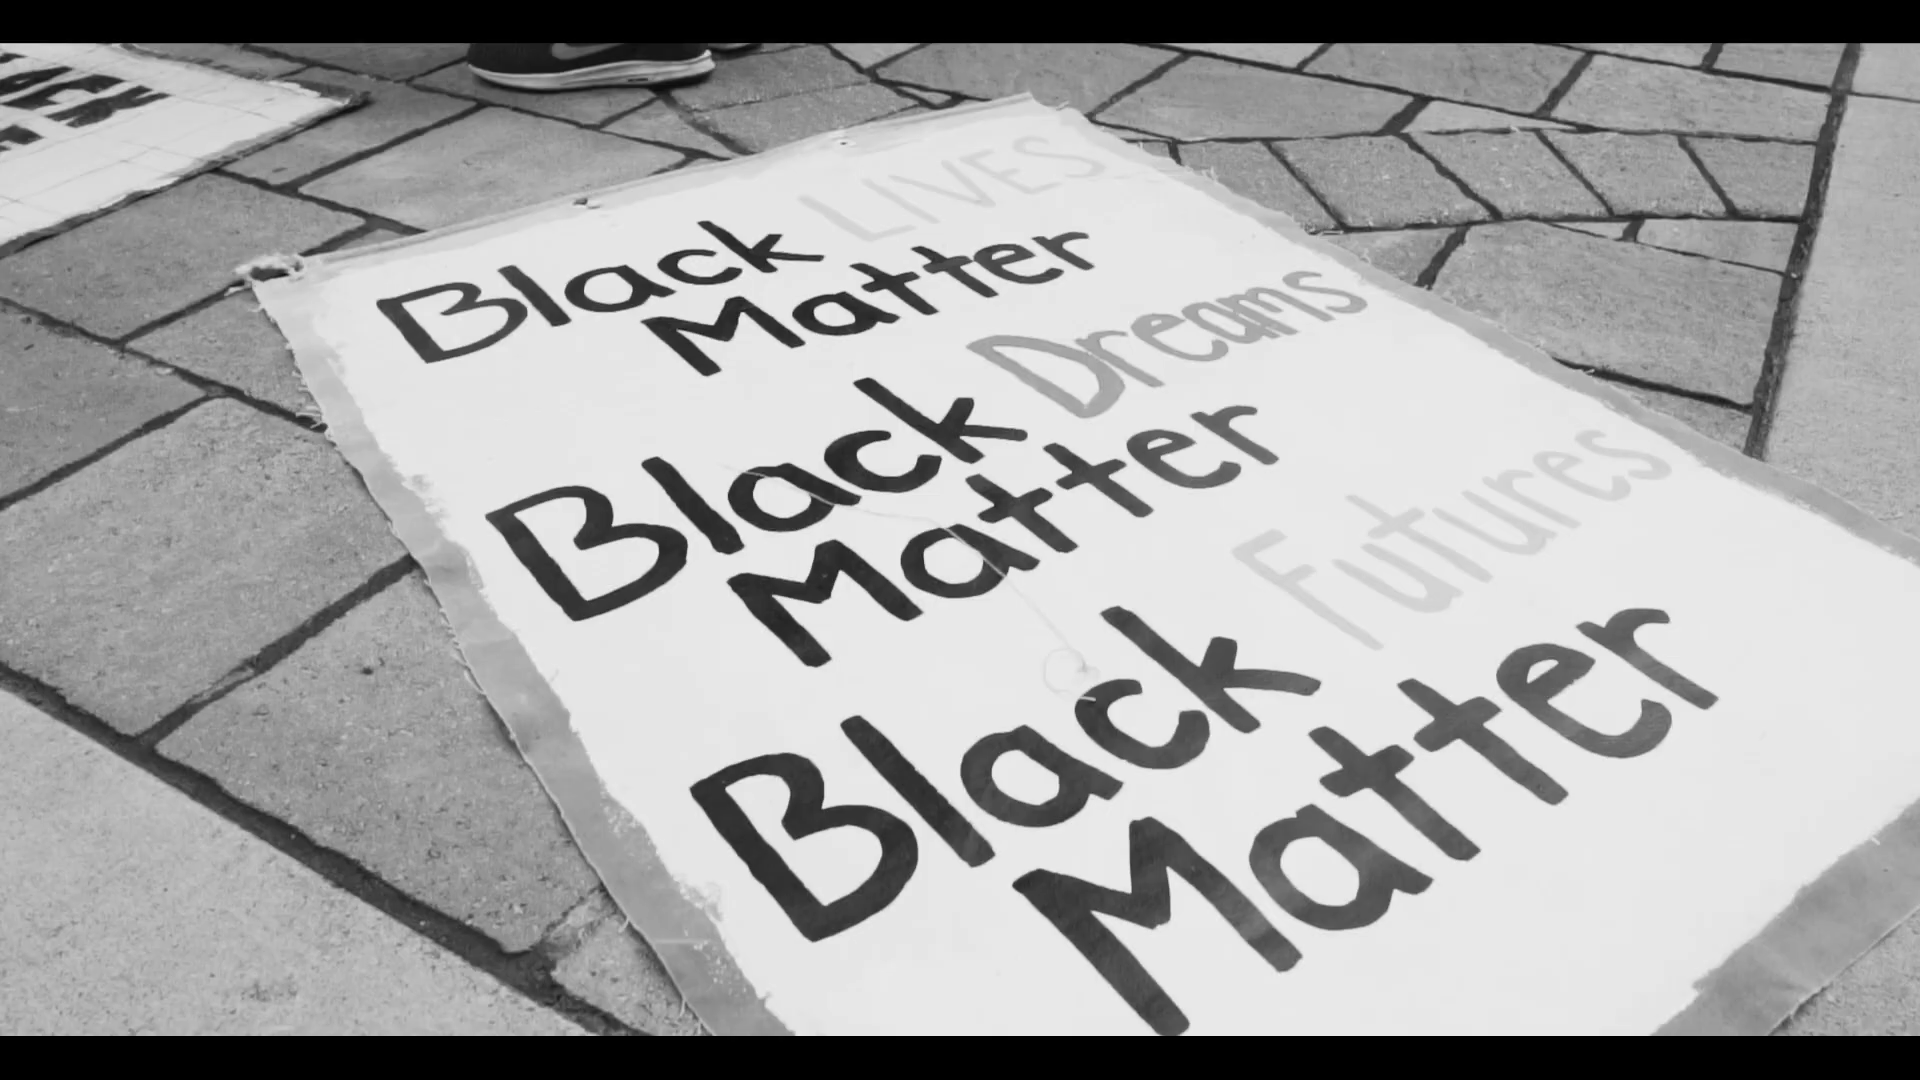 Black LIVES
Matter
Black Dreams
Matter
Black Futures
Matter